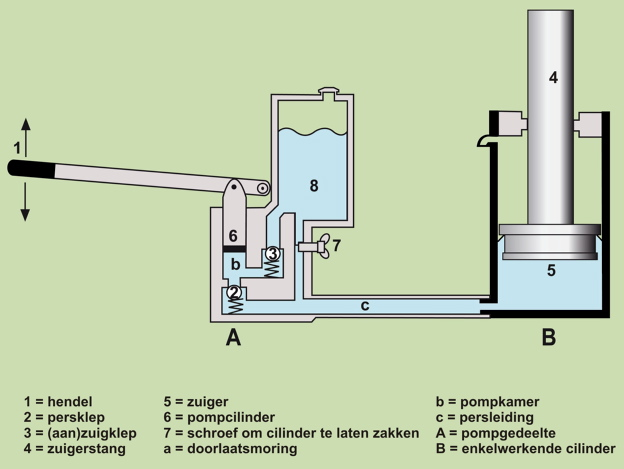 1
4
8
6
7
3
b
5
2
c
A
B
1 = hendel
2 = persklep
3 = (aan)zuigklep
4 = zuigerstang
5 = zuiger
6 = pompcilinder
7 = schroef om cilinder te laten zakken
a = doorlaatsmoring
b = pompkamer
c = persleiding
A = pompgedeelte
B = enkelwerkende cilinder